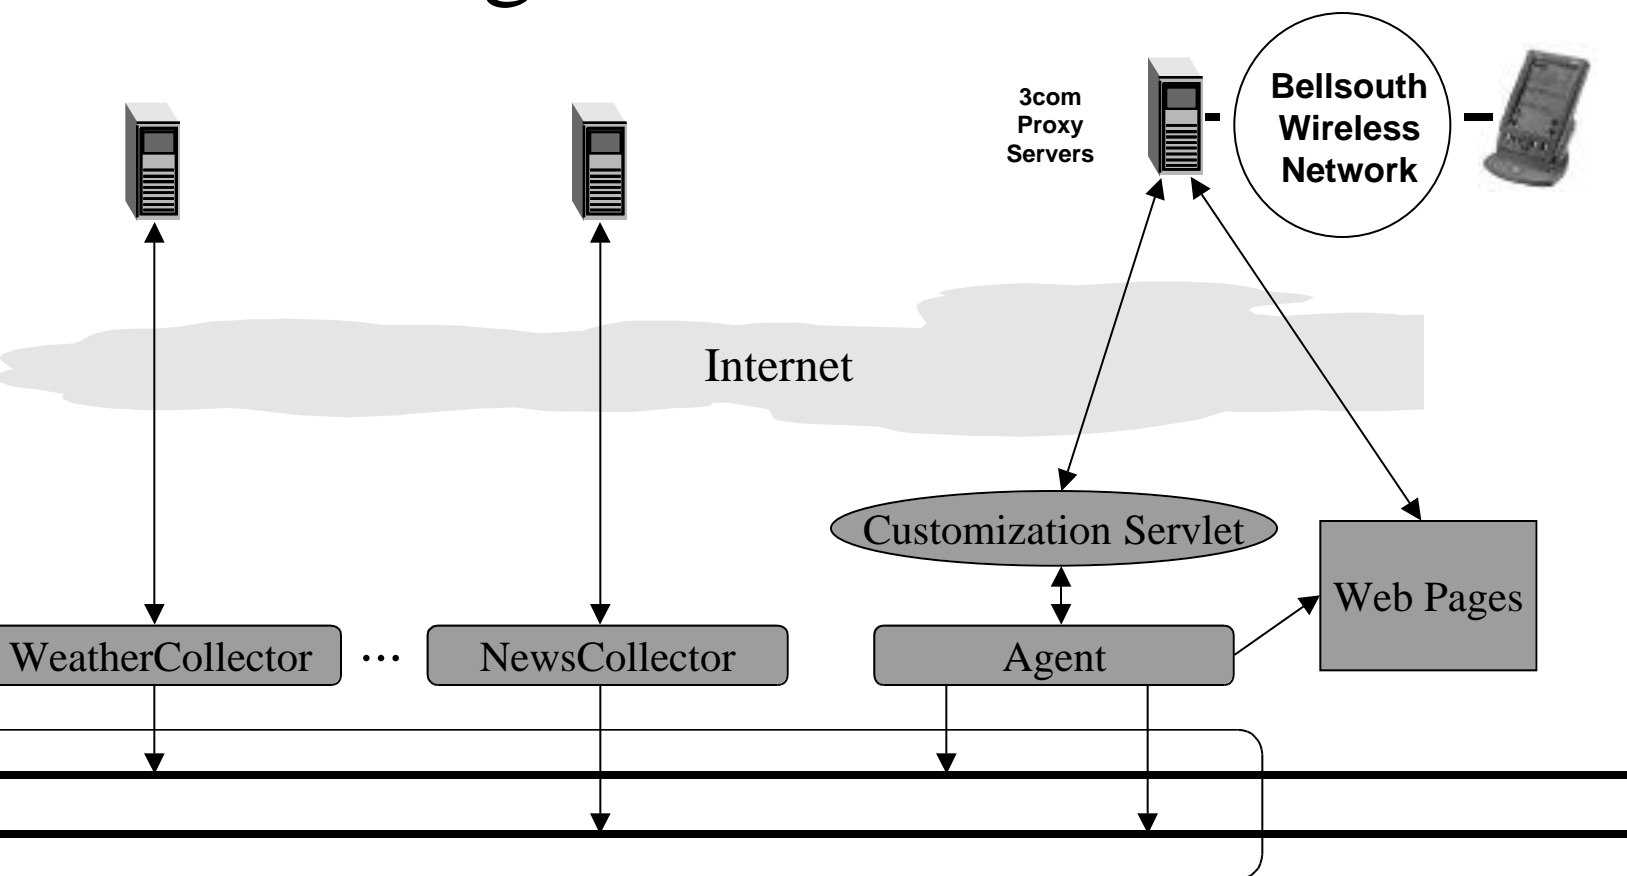 3com
Proxy
Servers
Bellsouth
Wireless
Network
Internet
Customization Servlet
Web Pages
WeatherCollector
...
NewsCollector
Agent